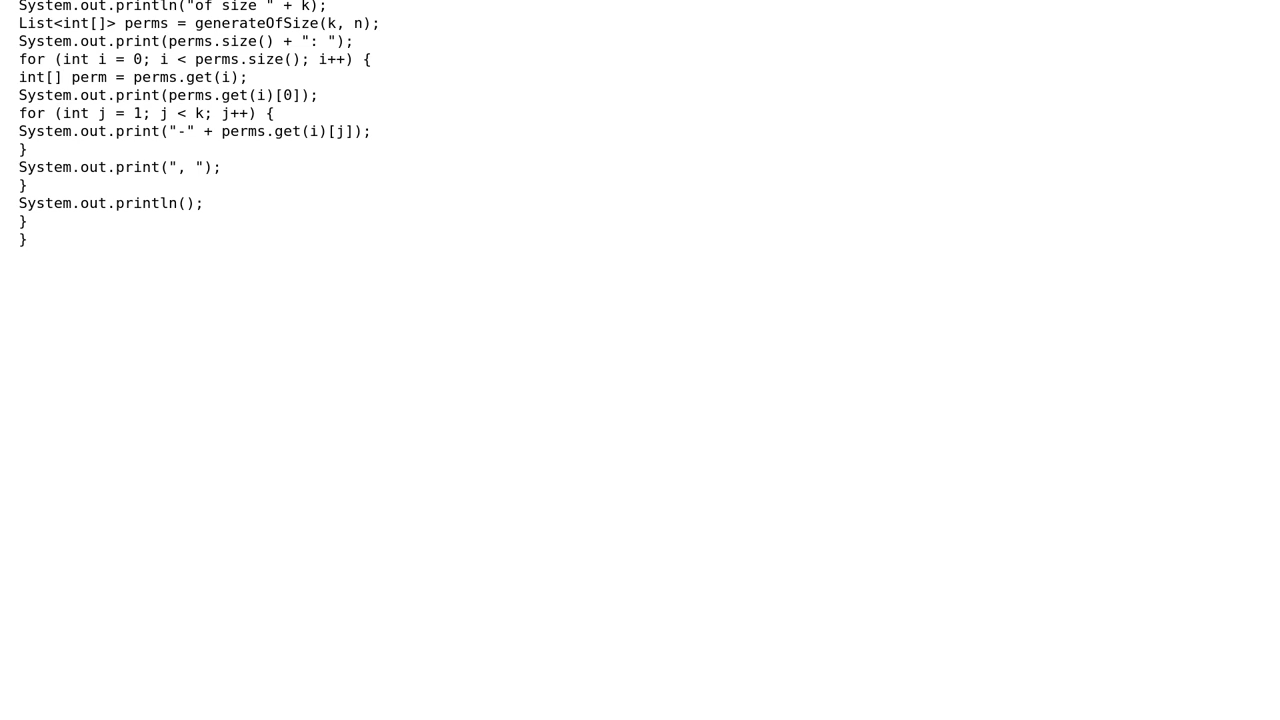 System.out.println("of size " + k);
List<int[]> perms = generateOfSize(k, n);
System.out.print(perms.size() + ": ");
for (int i = 0; i < perms.size(); i++) {
int[] perm = perms.get(i);
System.out.print(perms.get(i)[0]);
for (int j = 1; j < k; j++) {
System.out.print("-" + perms.get(i)[j]);
}
System.out.print(", ");
}
System.out.println();
}
}